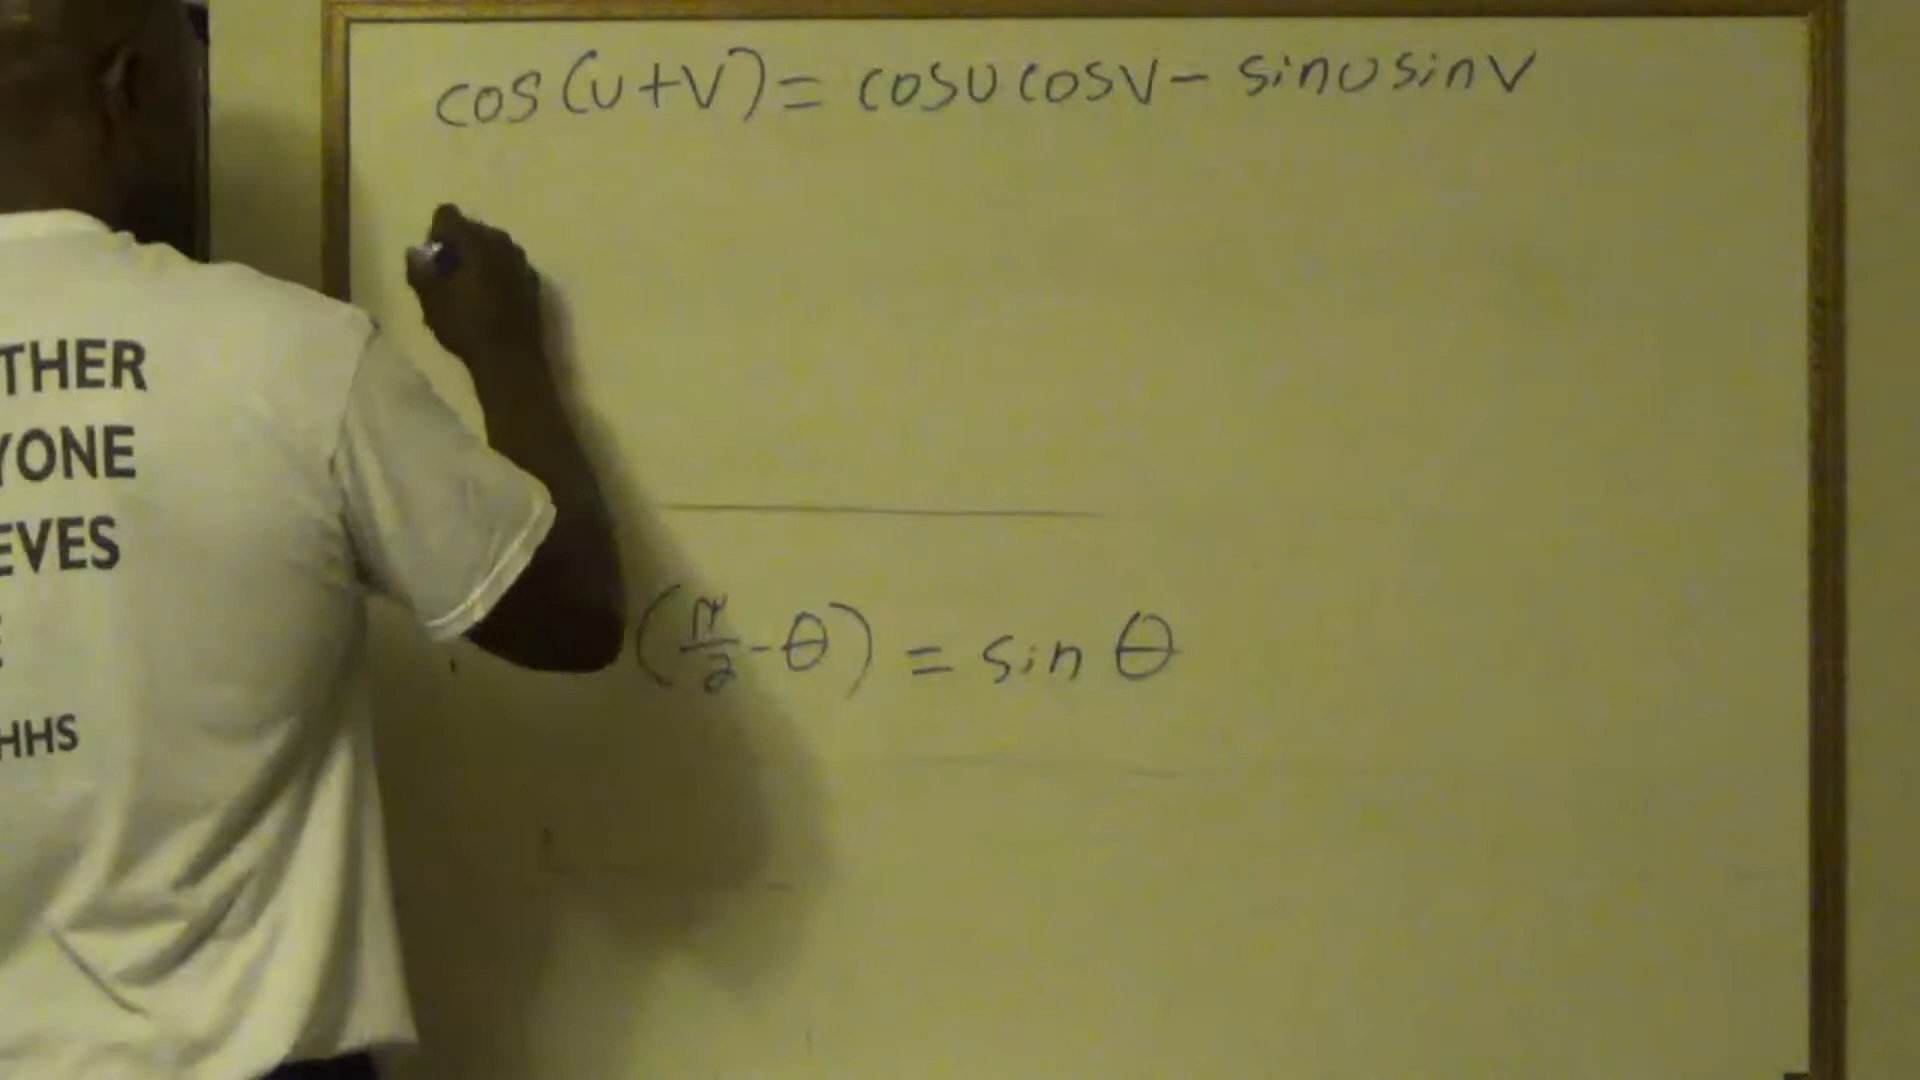 cos(u+v) = cosu cosv - sinu sinv
(π/2 - θ) = sin θ
THER
YONE
EVES
HHS